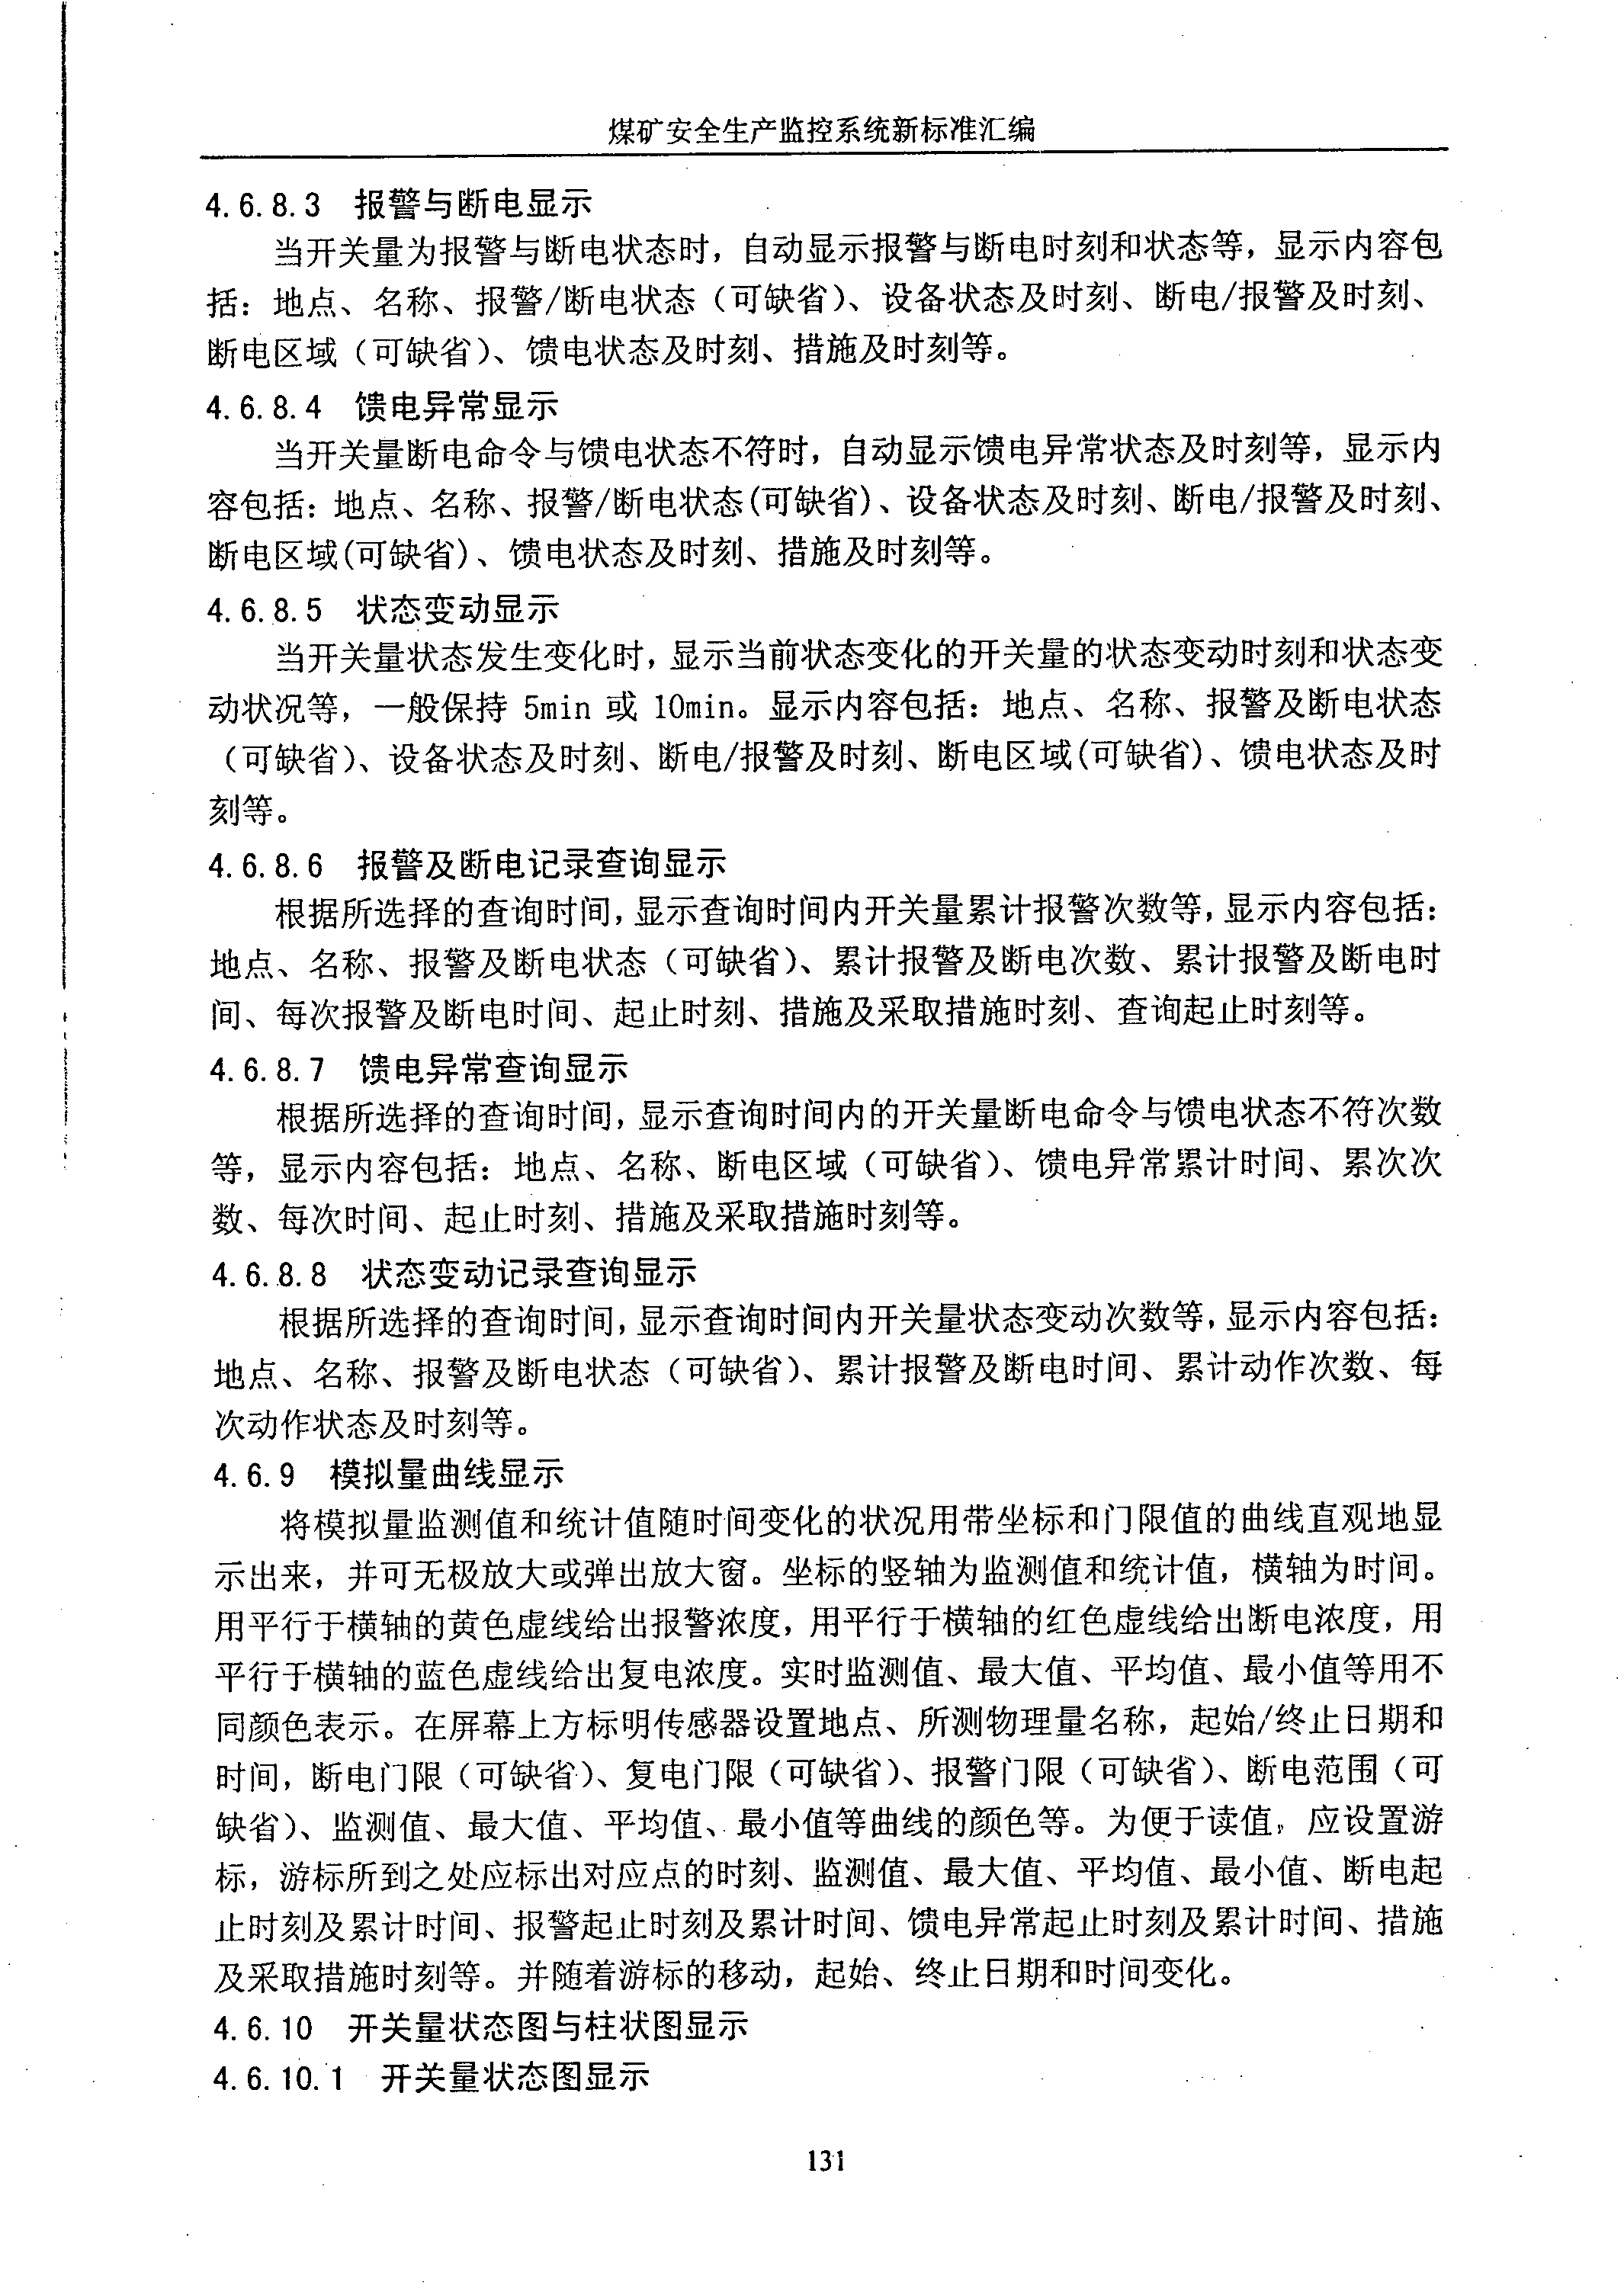 煤矿安全生产监控系统新标准汇编
4.6.8.3 报警与断电显示
当开关量为报警与断电状态时，自动显示报警与断电时刻和状态等，显示内容包
括：地点、名称、报警/断电状态（可缺省）、设备状态及时刻、断电/报警及时刻、
断电区域（可缺省）、馈电状态及时刻、措施及时刻等。
4.6.8.4 馈电异常显示
当开关量断电命令与馈电状态不符时，自动显示馈电异常状态及时刻等，显示内
容包括：地点、名称、报警/断电状态(可缺省)、设备状态及时刻、断电/报警及时刻、
断电区域(可缺省)、馈电状态及时刻、措施及时刻等。
4.6.8.5 状态变动显示
当开关量状态发生变化时，显示当前状态变化的开关量的状态变动时刻和状态变
动状况等，一般保持 5min 或 10min。显示内容包括：地点、名称、报警及断电状态
（可缺省）、设备状态及时刻、断电/报警及时刻、断电区域(可缺省)、馈电状态及时
刻等。
4.6.8.6 报警及断电记录查询显示
根据所选择的查询时间，显示查询时间内开关量累计报警次数等，显示内容包括：
地点、名称、报警及断电状态（可缺省）、累计报警及断电次数、累计报警及断电时
间、每次报警及断电时间、起止时刻、措施及采取措施时刻、查询起止时刻等。
4.6.8.7 馈电异常查询显示
根据所选择的查询时间，显示查询时间内的开关量断电命令与馈电状态不符次数
等，显示内容包括：地点、名称、断电区域（可缺省）、馈电异常累计时间、累次次
数、每次时间、起止时刻、措施及采取措施时刻等。
4.6.8.8 状态变动记录查询显示
根据所选择的查询时间，显示查询时间内开关量状态变动次数等，显示内容包括：
地点、名称、报警及断电状态（可缺省）、累计报警及断电时间、累计动作次数、每
次动作状态及时刻等。
4.6.9 模拟量曲线显示
将模拟量监测值和统计值随时间变化的状况用带坐标和门限值的曲线直观地显
示出来，并可无极放大或弹出放大窗。坐标的竖轴为监测值和统计值，横轴为时间。
用平行于横轴的黄色虚线给出报警浓度，用平行于横轴的红色虚线给出断电浓度，用
平行于横轴的蓝色虚线给出复电浓度。实时监测值、最大值、平均值、最小值等用不
同颜色表示。在屏幕上方标明传感器设置地点、所测物理量名称，起始/终止日期和
时间，断电门限（可缺省）、复电门限（可缺省）、报警门限（可缺省）、断电范围（可
缺省）、监测值、最大值、平均值、最小值等曲线的颜色等。为便于读值，应设置游
标，游标所到之处应标出对应点的时刻、监测值、最大值、平均值、最小值、断电起
止时刻及累计时间、报警起止时刻及累计时间、馈电异常起止时刻及累计时间、措施
及采取措施时刻等。并随着游标的移动，起始、终止日期和时间变化。
4.6.10 开关量状态图与柱状图显示
4.6.10.1 开关量状态图显示
131